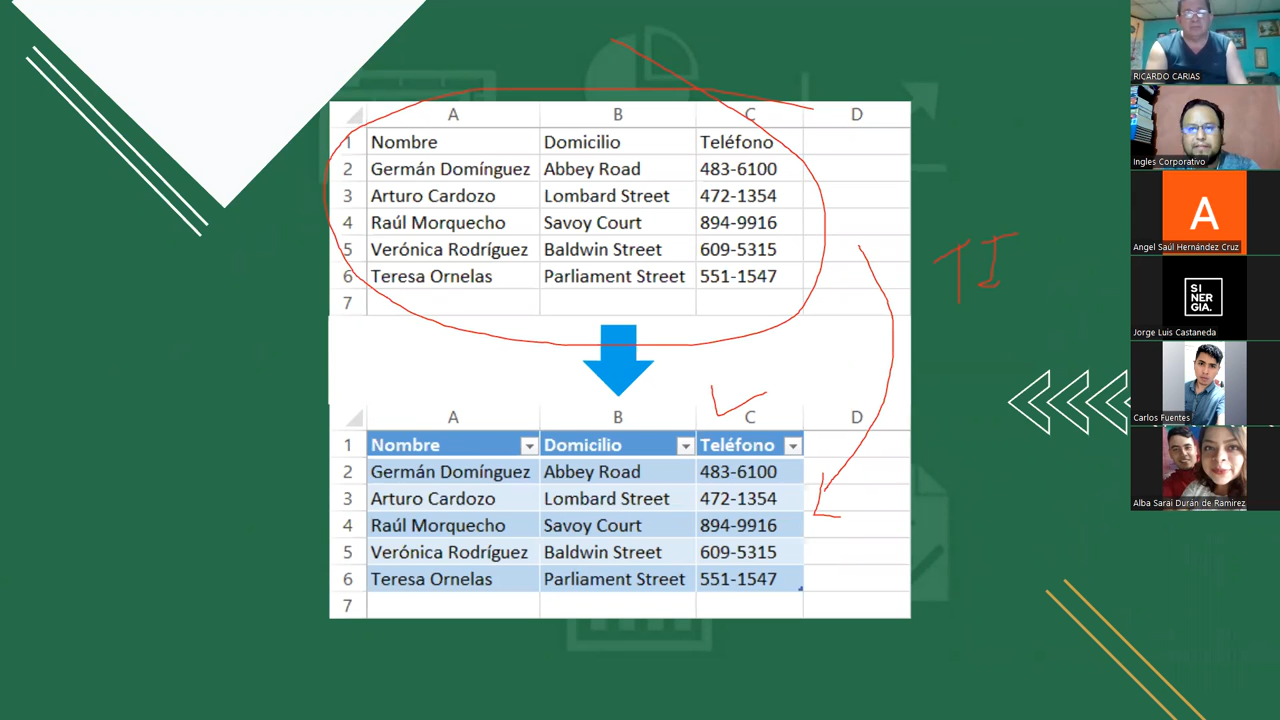 A B C D
1 Nombre Domicilio Teléfono
2 Germán Domínguez Abbey Road 483-6100
3 Arturo Cardozo Lombard Street 472-1354
4 Raúl Morquecho Savoy Court 894-9916
5 Verónica Rodríguez Baldwin Street 609-5315
6 Teresa Ornelas Parliament Street 551-1547
7
A B C D
1 Nombre Domicilio Teléfono
2 Germán Domínguez Abbey Road 483-6100
3 Arturo Cardozo Lombard Street 472-1354
4 Raúl Morquecho Savoy Court 894-9916
5 Verónica Rodríguez Baldwin Street 609-5315
6 Teresa Ornelas Parliament Street 551-1547
7
TI
RICARDO CARIAS
Ingles Corporativo
A
Angel Saúl Hernández Cruz
SI
NER
GIA.
Jorge Luis Castaneda
Carlos Fuentes
Alba Sarai Durán de Ramirez